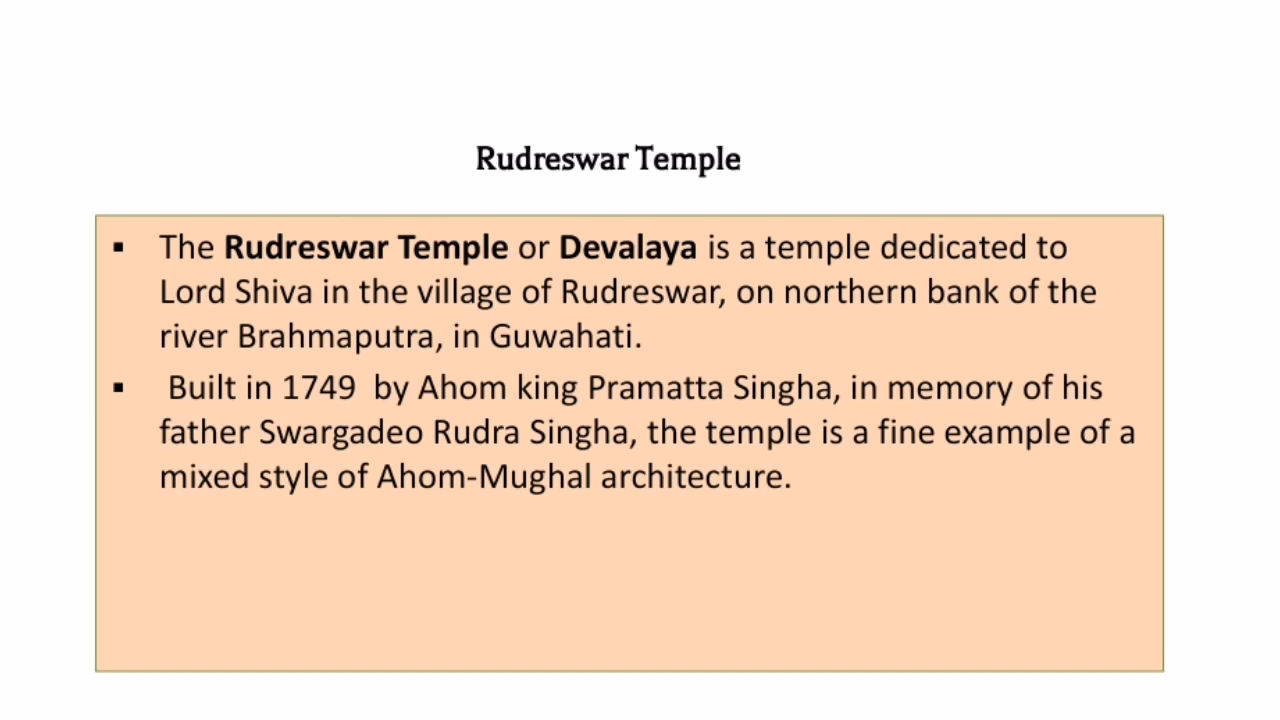 Rudreswar Temple
▪ The Rudreswar Temple or Devalaya is a temple dedicated to
Lord Shiva in the village of Rudreswar, on northern bank of the
river Brahmaputra, in Guwahati.
▪ Built in 1749 by Ahom king Pramatta Singha, in memory of his
father Swargadeo Rudra Singha, the temple is a fine example of a
mixed style of Ahom-Mughal architecture.